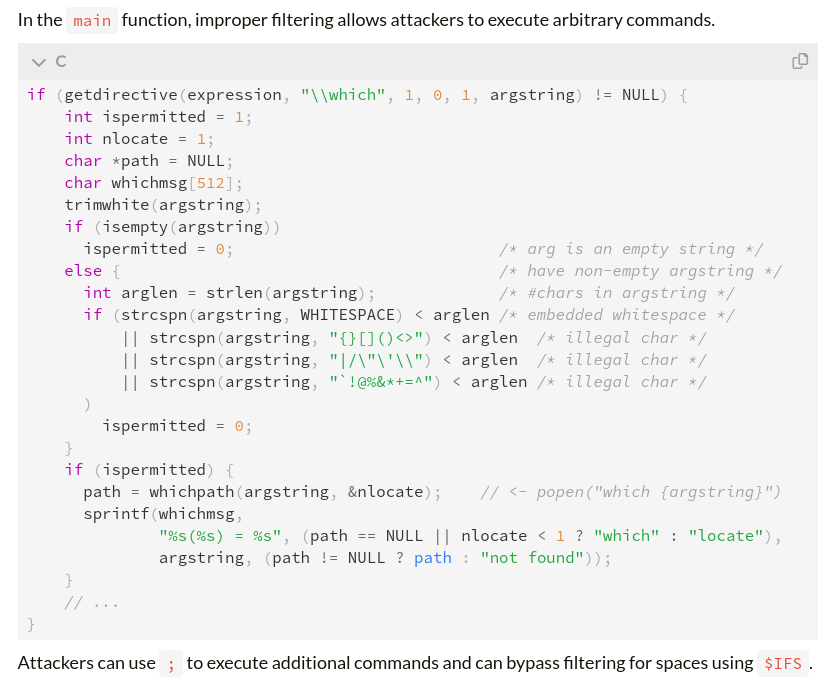 In the main function, improper filtering allows attackers to execute arbitrary commands.
C
if (getdirective(expression, "\\which", 1, 0, 1, argstring) != NULL) {
    int ispermitted = 1;
    int nlocate = 1;
    char *path = NULL;
    char whichmsg[512];
    trimwhite(argstring);
    if (isempty(argstring))
      ispermitted = 0;                            /* arg is an empty string */
    else {                                        /* have non-empty argstring */
      int arglen = strlen(argstring);             /* #chars in argstring */
      if (strcspn(argstring, WHITESPACE) < arglen /* embedded whitespace */
          || strcspn(argstring, "{}[]()<>") < arglen  /* illegal char */
          || strcspn(argstring, "|/\"\'\\") < arglen  /* illegal char */
          || strcspn(argstring, "`!@%&*+=^") < arglen /* illegal char */
      )
        ispermitted = 0;
    }
    if (ispermitted) {
      path = whichpath(argstring, &nlocate);    // <- popen("which {argstring}")
      sprintf(whichmsg,
              "%s(%s) = %s", (path == NULL || nlocate < 1 ? "which" : "locate"),
              argstring, (path != NULL ? path : "not found"));
    }
    // ...
}
Attackers can use ; to execute additional commands and can bypass filtering for spaces using $IFS.